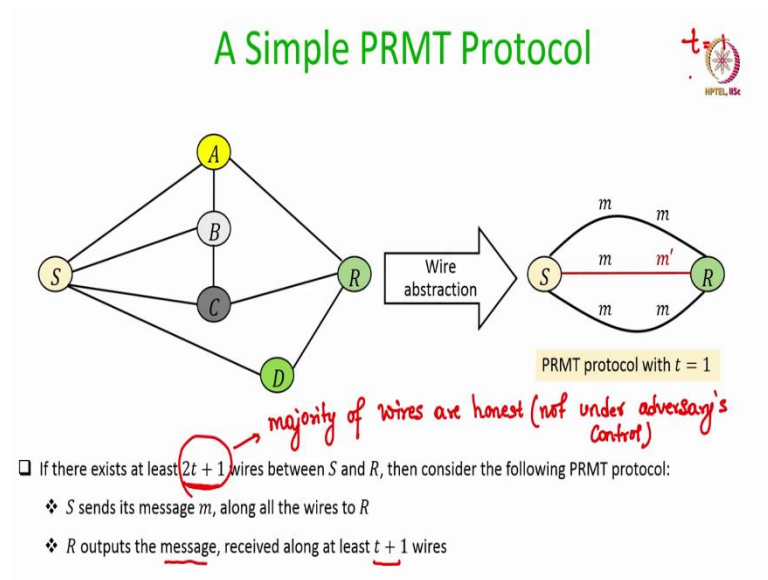 A Simple PRMT Protocol
t = 1
NPTEL, IISc
A
B
S
C
R
D
Wire
abstraction
m
m
S
m
m'
R
m
m
PRMT protocol with t = 1
majority of wires are honest (not under adversary's
control)
❑ If there exists at least 2t + 1 wires between S and R, then consider the following PRMT protocol:
❖ S sends its message m, along all the wires to R
❖ R outputs the message, received along at least t + 1 wires